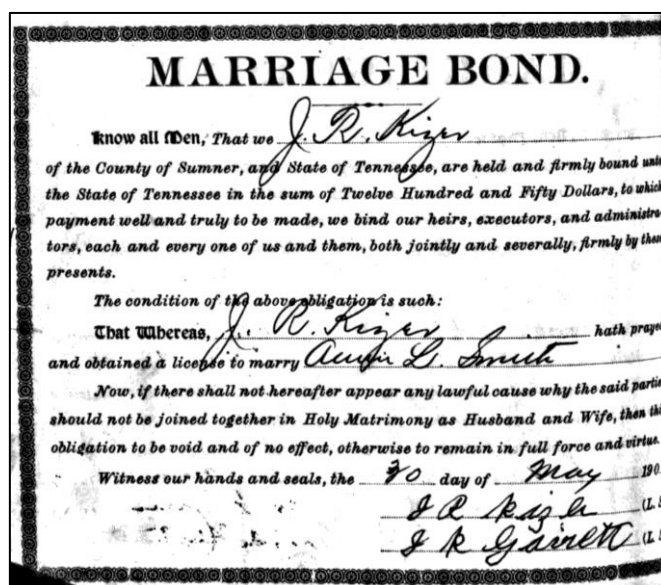 MARRIAGE BOND.
Know all Men, That we J. R. Kizer
of the County of Sumner, and State of Tennessee, are held and firmly bound unto
the State of Tennessee in the sum of Twelve Hundred and Fifty Dollars, to which
payment well and truly to be made, we bind our heirs, executors, and administra-
tors, each and every one of us and them, both jointly and severally, firmly by these
presents.
The condition of the above obligation is such:
That Whereas, J. R. Kizer hath prayed
and obtained a license to marry L. Smith
Now, if there shall not hereafter appear any lawful cause why the said partie
should not be joined together in Holy Matrimony as Husband and Wife, then thi
obligation to be void and of no effect, otherwise to remain in full force and virtue.
Witness our hands and seals, the 30 day of May 190
J R Kizer (L. S
J R Garrett (L. S